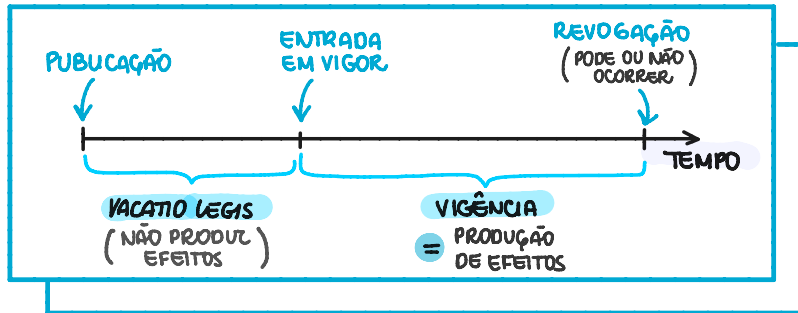 PUBLICAÇÃO
ENTRADA
EM VIGOR
REVOGAÇÃO
(PODE OU NÃO
OCORRER)
TEMPO
VACATIO LEGIS
(NÃO PRODUZ
EFEITOS)
VIGÊNCIA
= PRODUÇÃO
DE EFEITOS